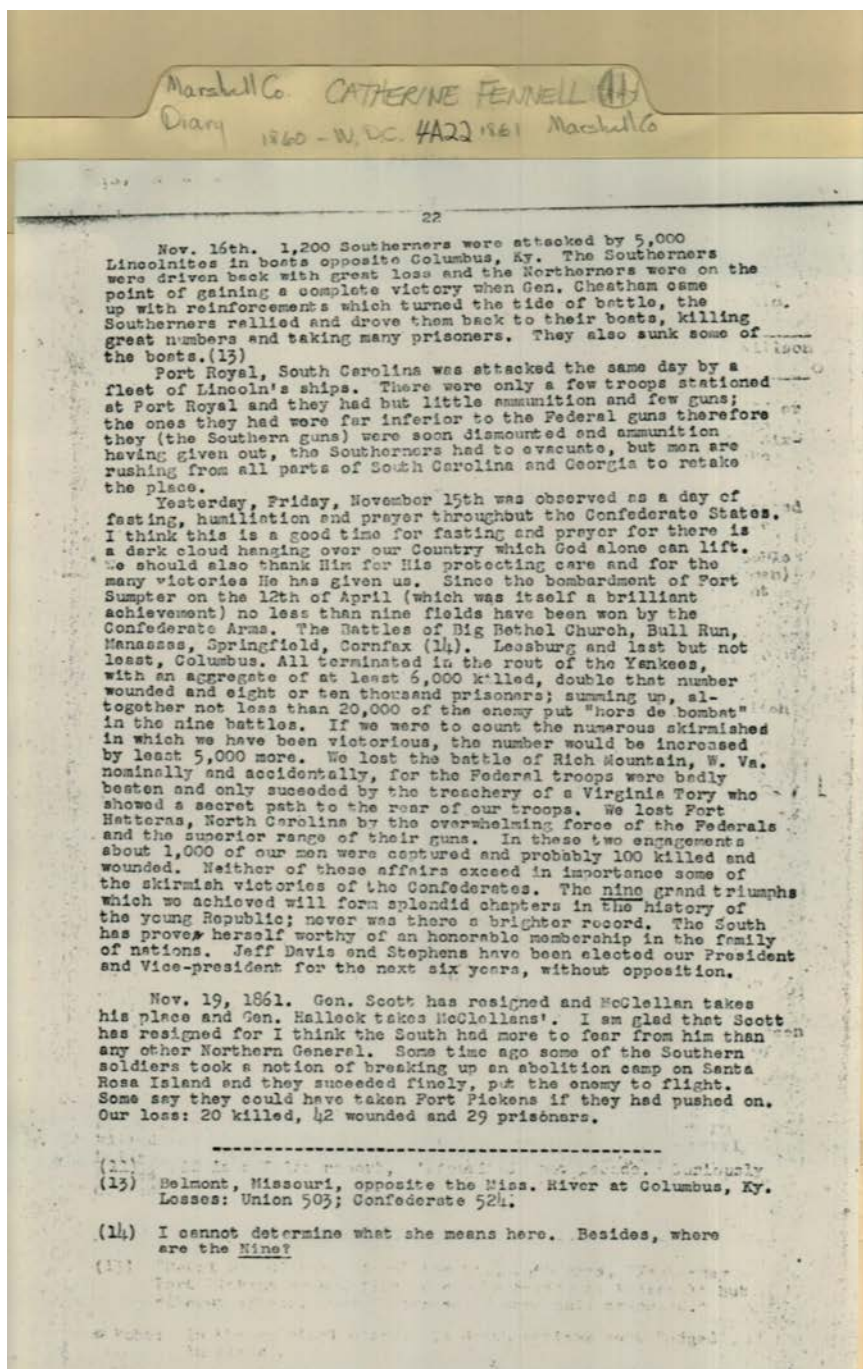 Marshall Co. CATHERINE FENNELL
Diary 1860 - W, D.C. 4A22 1861 Marshall Co
22
Nov. 16th. 1,200 Southerners were attacked by 5,000
Lincolnites in boats opposite Columbus, Ky. The Southerners
were driven back with great loss and the Northerners were on the
point of gaining a complete victory when Gen. Cheatham came
up with reinforcements which turned the tide of battle, the
Southerners rallied and drove them back to their boats, killing
great numbers and taking many prisoners. They also sunk some of
the boats.(13)
Port Royal, South Carolina was attacked the same day by a
fleet of Lincoln's ships. There were only a few troops stationed
at Port Royal and they had but little ammunition and few guns;
the ones they had were far inferior to the Federal guns therefore
they (the Southern guns) were soon dismounted and ammunition
having given out, the Southerners had to evacuate, but men are
rushing from all parts of South Carolina and Georgia to retake
the place.
Yesterday, Friday, November 15th was observed as a day of
fasting, humiliation and prayer throughbut the Confederate States.
I think this is a good time for fasting and prayer for there is
a dark cloud hanging over our Country which God alone can lift.
We should also thank Him for His protecting care and for the
many victories He has given us. Since the bombardment of Fort
Sumpter on the 12th of April (which was itself a brilliant
achievement) no less than nine fields have been won by the
Confederate Arms. The Battles of Big Bethel Church, Bull Run,
Manassas, Springfield, Cornfax (14). Leesburg and last but not
least, Columbus. All terminated in the rout of the Yankees,
with an aggregate of at least 6,000 killed, double that number
wounded and eight or ten thousand prisoners; summing up, al-
together not less than 20,000 of the enemy put "hors de bombat"
in the nine battles. If we were to count the numerous skirmished
in which we have been victorious, the number would be increased
by least 5,000 more. We lost the battle of Rich Mountain, W. Va.
nominally and accidentally, for the Federal troops were badly
beaten and only suceeded by the treachery of a Virginia Tory who
showed a secret path to the rear of our troops. We lost Fort
Hatteras, North Carolina by the overwhelming force of the Federals
and the superior range of their guns. In these two engagements
about 1,000 of our men were captured and probably 100 killed and
wounded. Neither of these affairs exceed in importance some of
the skirmish victories of the Confederates. The nine grand triumphs
which we achieved will form splendid chapters in the history of
the young Republic; never was there a brighter record. The South
has proves herself worthy of an honorable membership in the family
of nations. Jeff Davis and Stephens have been elected our President
and Vice-president for the next six years, without opposition.
Nov. 19, 1861. Gen. Scott has resigned and McClellan takes
his place and Gen. Halleck takes McClellans'. I am glad that Scott
has resigned for I think the South had more to fear from him than
any other Northern General. Some time ago some of the Southern
soldiers took a notion of breaking up an abolition camp on Santa
Rosa Island and they suceeded finely, put the enemy to flight.
Some say they could have taken Fort Pickens if they had pushed on.
Our loss: 20 killed, 42 wounded and 29 prisoners.
(13) Belmont, Missouri, opposite the Miss. River at Columbus, Ky.
Losses: Union 503; Confederate 524.
(14) I cannot determine what she means here. Besides, where
are the Nine?